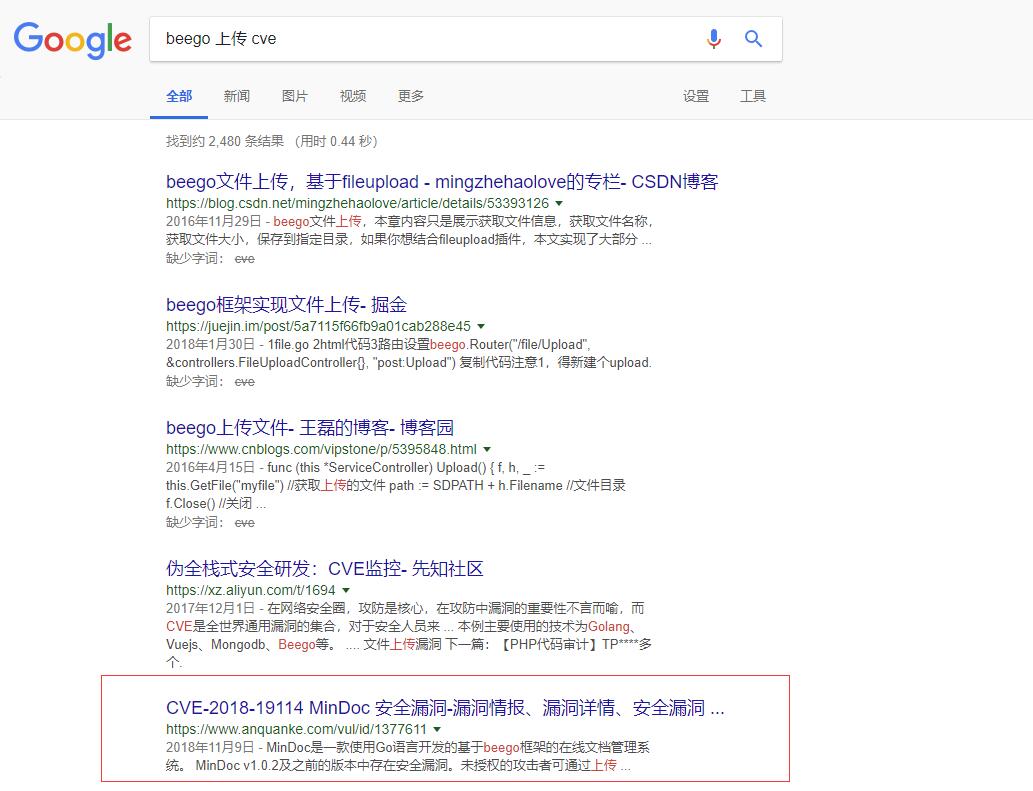 Google
beego 上传 cve
全部 新闻 图片 视频 更多 设置 工具
找到约 2,480 条结果 （用时 0.44 秒）
beego文件上传，基于fileupload - mingzhehaolove的专栏- CSDN博客
https://blog.csdn.net/mingzhehaolove/article/details/53393126
2016年11月29日 - beego文件上传，本章内容只是展示获取文件信息，获取文件名称，
获取文件大小，保存到指定目录，如果你想结合fileupload插件，本文实现了大部分 ...
缺少字词： cve
beego框架实现文件上传- 掘金
https://juejin.im/post/5a7115f66fb9a01cab288e45
2018年1月30日 - 1file.go 2html代码3路由设置beego.Router("/file/Upload",
&controllers.FileUploadController{}, "post:Upload") 复制代码注意1，得新建个upload.
缺少字词： cve
beego上传文件- 王磊的博客- 博客园
https://www.cnblogs.com/vipstone/p/5395848.html
2016年4月15日 - func (this *ServiceController) Upload() { f, h, _ :=
this.GetFile("myfile") //获取上传的文件 path := SDPATH + h.Filename //文件目录
f.Close() //关闭 ...
缺少字词： cve
伪全栈式安全研发：CVE监控- 先知社区
https://xz.aliyun.com/t/1694
2017年12月1日 - 在网络安全圈，攻防是核心，在攻防中漏洞的重要性不言而喻，而
CVE是全世界通用漏洞的集合，对于安全人员来 ... 本例主要使用的技术为Golang、
Vuejs、Mongodb、Beego等。 .... 文件上传漏洞 下一篇：【PHP代码审计】TP****多
个.
CVE-2018-19114 MinDoc 安全漏洞-漏洞情报、漏洞详情、安全漏洞 ...
https://www.anquanke.com/vul/id/1377611
2018年11月9日 - MinDoc是一款使用Go语言开发的基于beego框架的在线文档管理系
统。 MinDoc v1.0.2及之前的版本中存在安全漏洞。未授权的攻击者可通过上传 ...